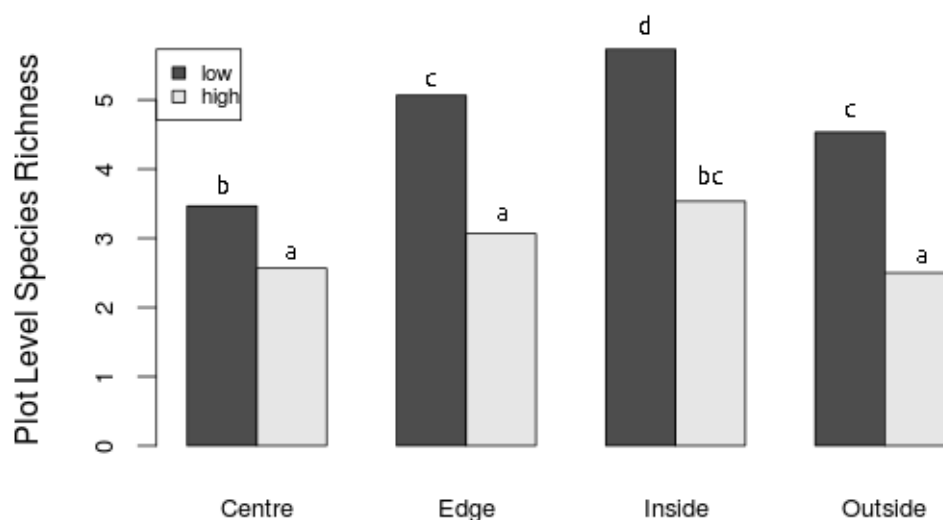 Plot Level Species Richness
0 1 2 3 4 5
low
high
b
a
c
a
d
bc
c
a
Centre Edge Inside Outside